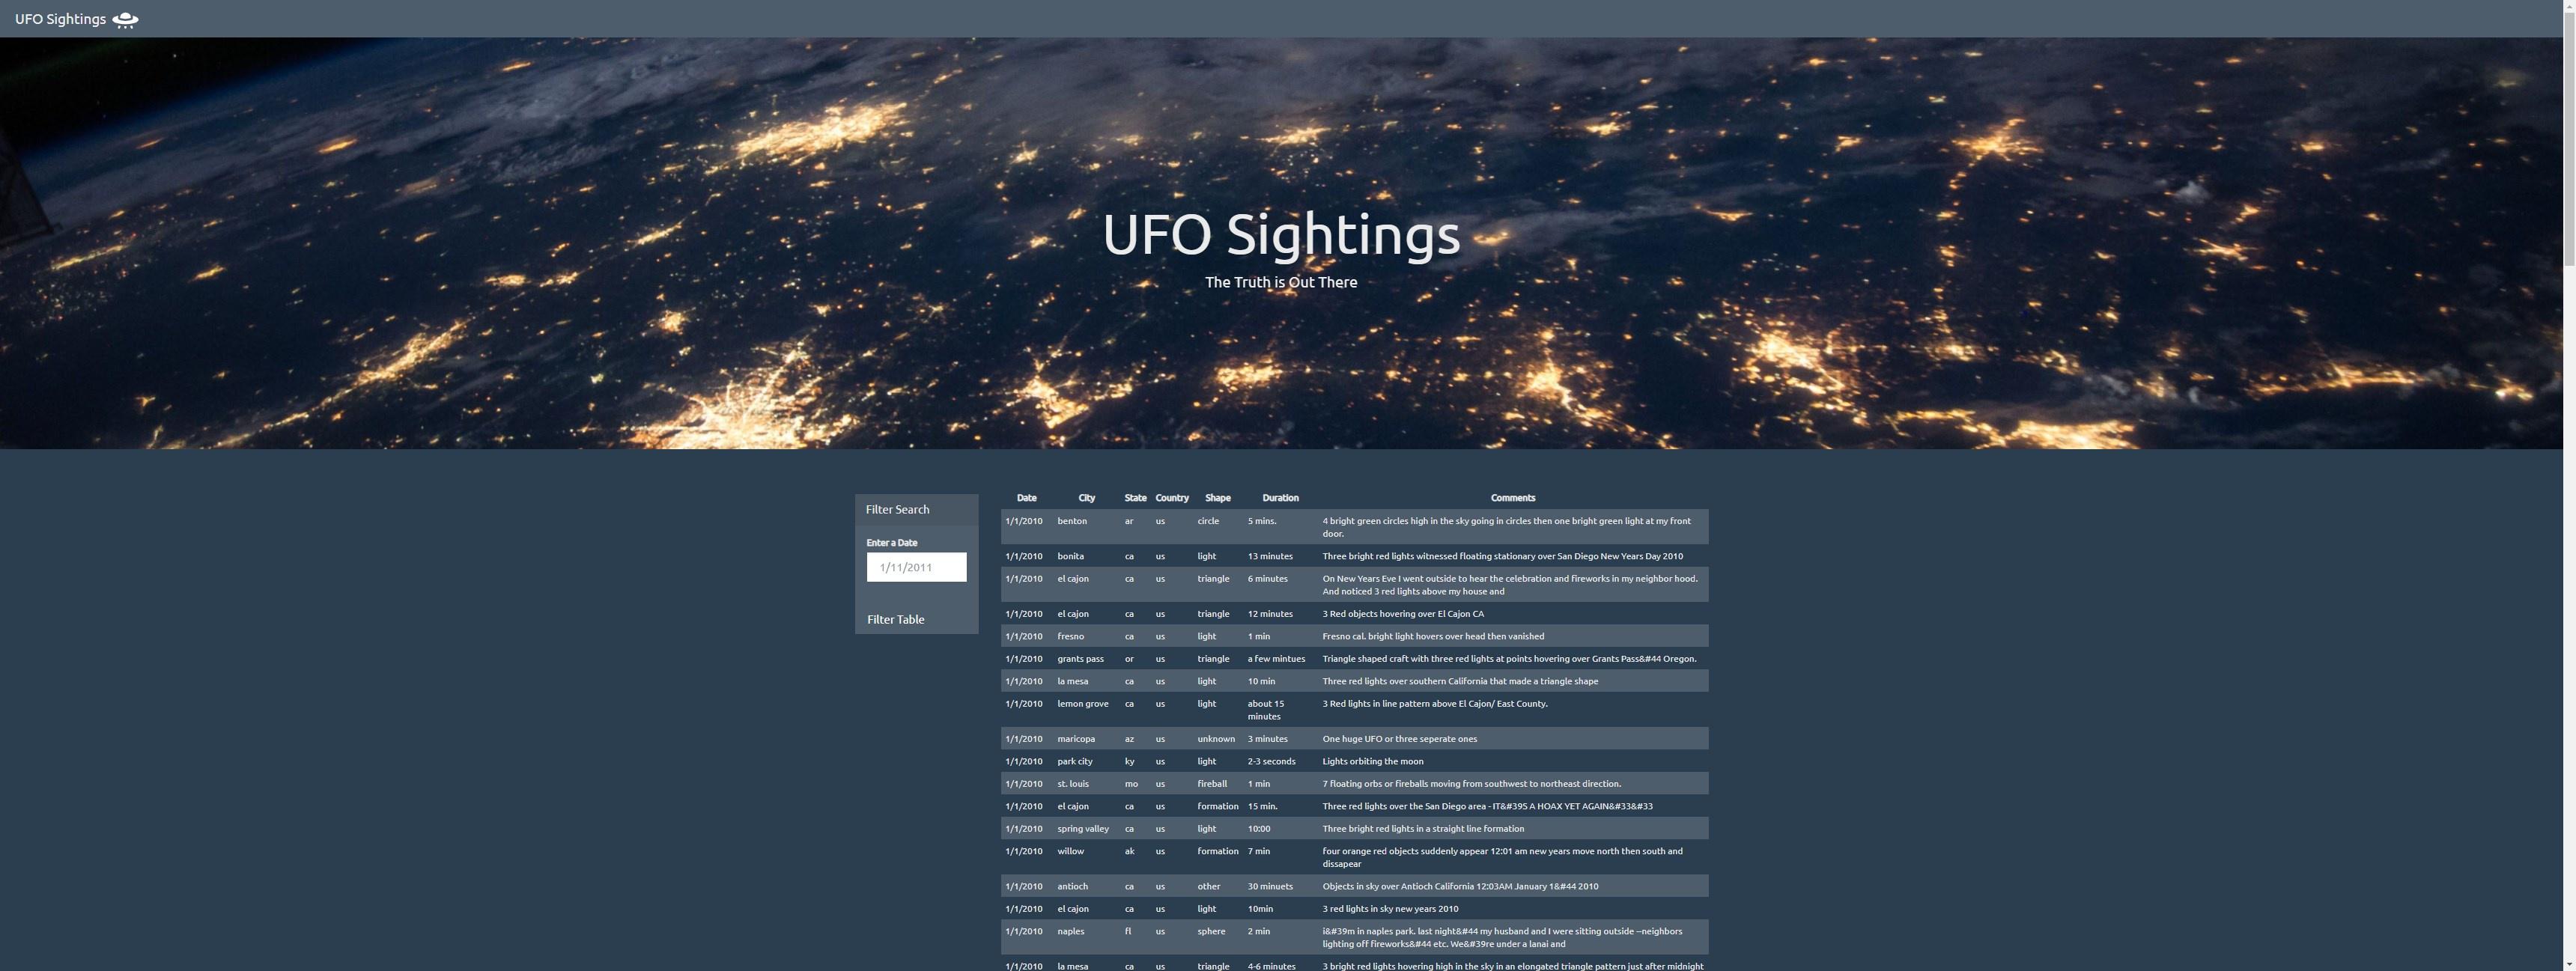 UFO Sightings
UFO Sightings
The Truth is Out There
Filter Search
Enter a Date
1/11/2011
Filter Table
Date City State Country Shape Duration Comments
1/1/2010 benton ar us circle 5 mins. 4 bright green circles high in the sky going in circles then one bright green light at my front
door.
1/1/2010 bonita ca us light 13 minutes Three bright red lights witnessed floating stationary over San Diego New Years Day 2010
1/1/2010 el cajon ca us triangle 6 minutes On New Years Eve I went outside to hear the celebration and fireworks in my neighbor hood.
And noticed 3 red lights above my house and
1/1/2010 el cajon ca us triangle 12 minutes 3 Red objects hovering over El Cajon CA
1/1/2010 fresno ca us light 1 min Fresno cal. bright light hovers over head then vanished
1/1/2010 grants pass or us triangle a few mintues Triangle shaped craft with three red lights at points hovering over Grants Pass&#44 Oregon.
1/1/2010 la mesa ca us light 10 min Three red lights over southern California that made a triangle shape
1/1/2010 lemon grove ca us light about 15 3 Red lights in line pattern above El Cajon/ East County.
minutes
1/1/2010 maricopa az us unknown 3 minutes One huge UFO or three seperate ones
1/1/2010 park city ky us light 2-3 seconds Lights orbiting the moon
1/1/2010 st. louis mo us fireball 1 min 7 floating orbs or fireballs moving from southwest to northeast direction.
1/1/2010 el cajon ca us formation 15 min. Three red lights over the San Diego area - IT&#39S A HOAX YET AGAIN&#33&#33
1/1/2010 spring valley ca us light 10:00 Three bright red lights in a straight line formation
1/1/2010 willow ak us formation 7 min four orange red objects suddenly appear 12:01 am new years move north then south and
dissapear
1/1/2010 antioch ca us other 30 minuets Objects in sky over Antioch California 12:03AM January 1&#44 2010
1/1/2010 el cajon ca us light 10min 3 red lights in sky new years 2010
1/1/2010 naples fl us sphere 2 min i&#39m in naples park. last night&#44 my husband and I were sitting outside --neighbors
lighting off fireworks&#44 etc. We&#39re under a lanai and
1/1/2010 la mesa ca us triangle 4-6 minutes 3 bright red lights hovering high in the sky in an elongated triangle pattern just after midnight